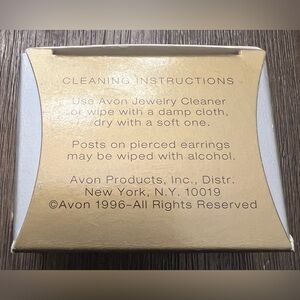 CLEANING INSTRUCTIONS
Use Avon Jewelry Cleaner
or wipe with a damp cloth,
dry with a soft one.
Posts on pierced earrings
may be wiped with alcohol.
Avon Products, Inc., Distr.
New York, N.Y. 10019
©Avon 1996–All Rights Reserved